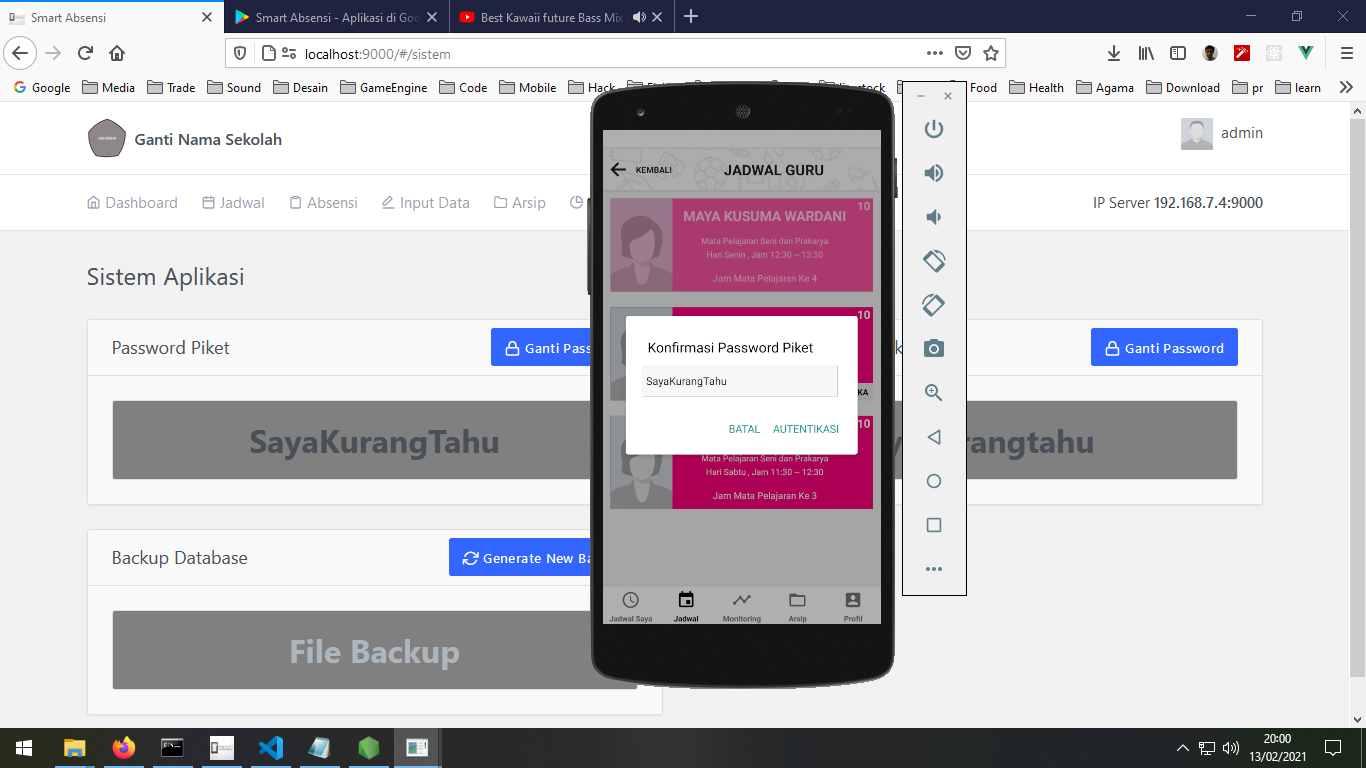 Smart Absensi
Smart Absensi - Aplikasi di Goo
Best Kawaii future Bass Mix
localhost:9000/#/sistem
Google
Media
Trade
Sound
Desain
GameEngine
Code
Mobile
Hack
Food
Health
Agama
Download
pr
learn
Ganti Nama Sekolah
admin
Dashboard
Jadwal
Absensi
Input Data
Arsip
IP Server 192.168.7.4:9000
Sistem Aplikasi
Password Piket
Ganti Pass
Ganti Password
SayaKurangTahu
rangtahu
Backup Database
Generate New Ba
File Backup
KEMBALI
JADWAL GURU
10
MAYA KUSUMA WARDANI
Mata Pelajaran Seni dan Prakarya
Hari Senin , Jam 12:30 -- 13:30
Jam Mata Pelajaran Ke 4
10
Konfirmasi Password Piket
SayaKurangTahu
KA
BATAL
AUTENTIKASI
10
Mata Pelajaran Seni dan Prakarya
Hari Sabtu , Jam 11:30 -- 12:30
Jam Mata Pelajaran Ke 3
Jadwal Saya
Jadwal
Monitoring
Arsip
Profil
20:00
13/02/2021